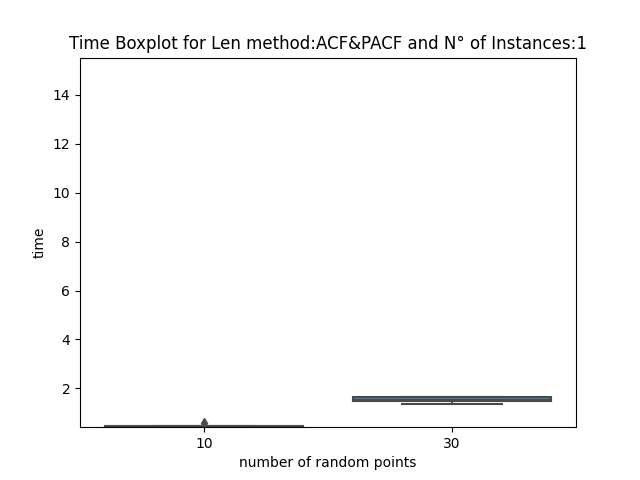 Time Boxplot for Len method:ACF&PACF and N° of Instances:1
14
12
10
8
6
4
2
time
10 30
number of random points